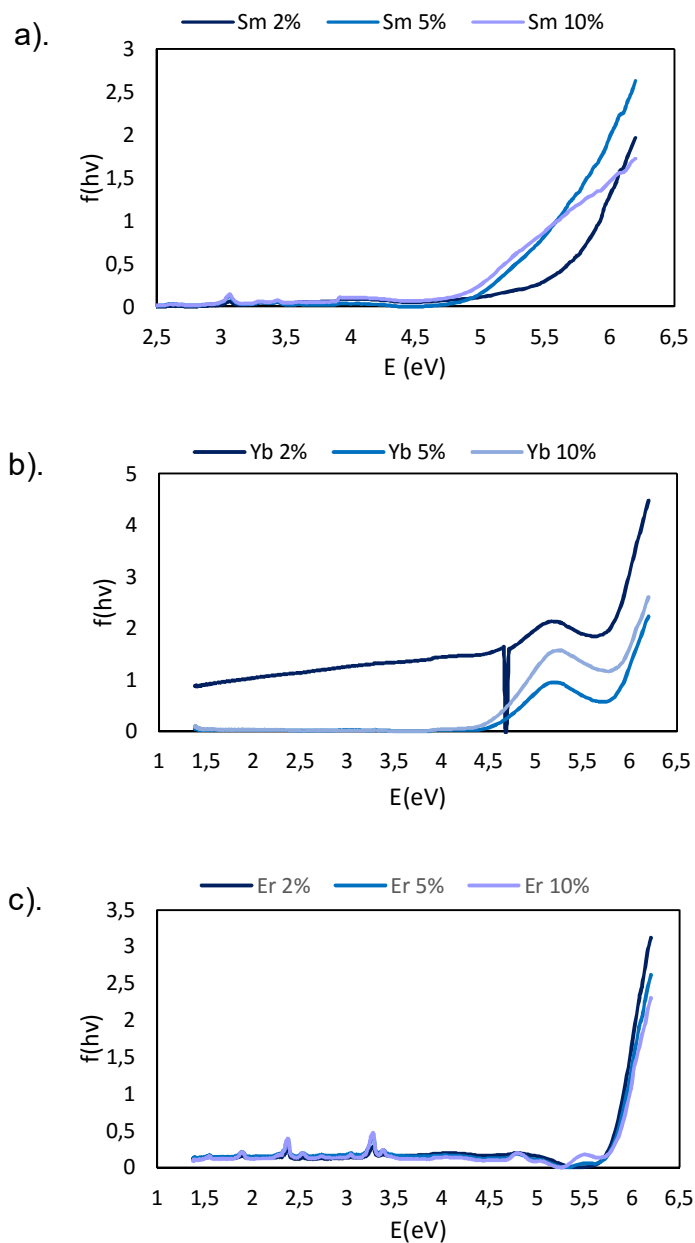 a).
Sm 2% Sm 5% Sm 10%
3
2,5
2
1,5
1
0,5
0
f(hv)
2,5 3 3,5 4 4,5 5 5,5 6 6,5
E (eV)
b).
Yb 2% Yb 5% Yb 10%
5
4
3
2
1
0
f(hv)
1 1,5 2 2,5 3 3,5 4 4,5 5 5,5 6 6,5
E(eV)
c).
Er 2% Er 5% Er 10%
3,5
3
2,5
2
1,5
1
0,5
0
f(hv)
1 1,5 2 2,5 3 3,5 4 4,5 5 5,5 6 6,5
E(eV)